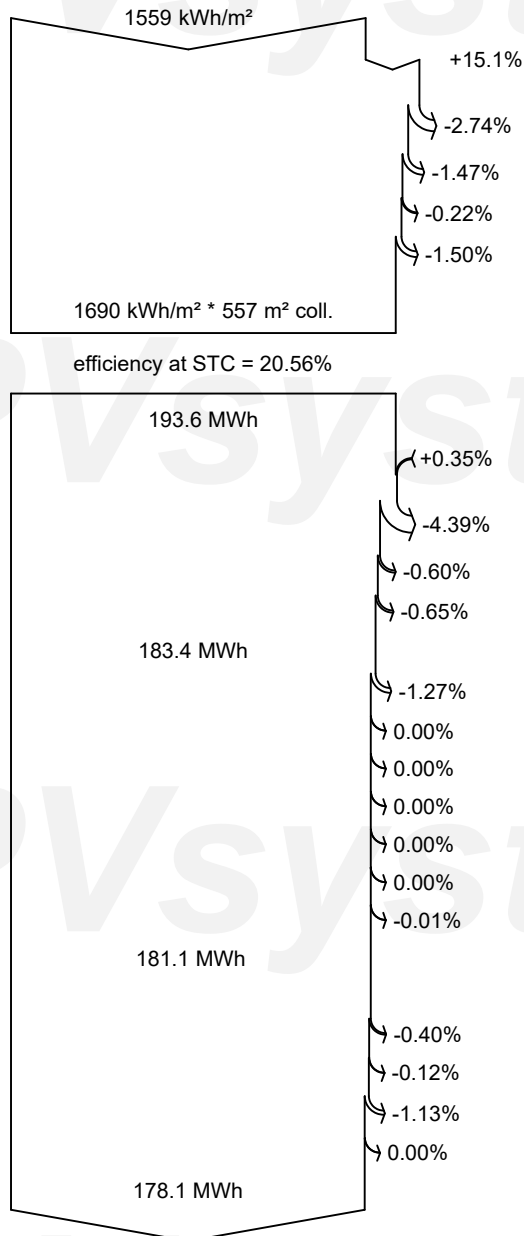 1559 kWh/m²
+15.1%
-2.74%
-1.47%
-0.22%
-1.50%
1690 kWh/m² * 557 m² coll.
efficiency at STC = 20.56%
193.6 MWh
+0.35%
-4.39%
-0.60%
-0.65%
183.4 MWh
-1.27%
0.00%
0.00%
0.00%
0.00%
0.00%
-0.01%
181.1 MWh
-0.40%
-0.12%
-1.13%
0.00%
178.1 MWh
PVsyst
PVsyst